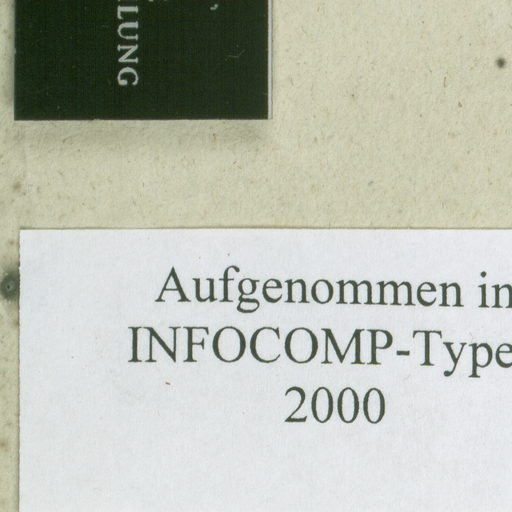 LUNG
Aufgenommen in
INFOCOMP-Type
2000